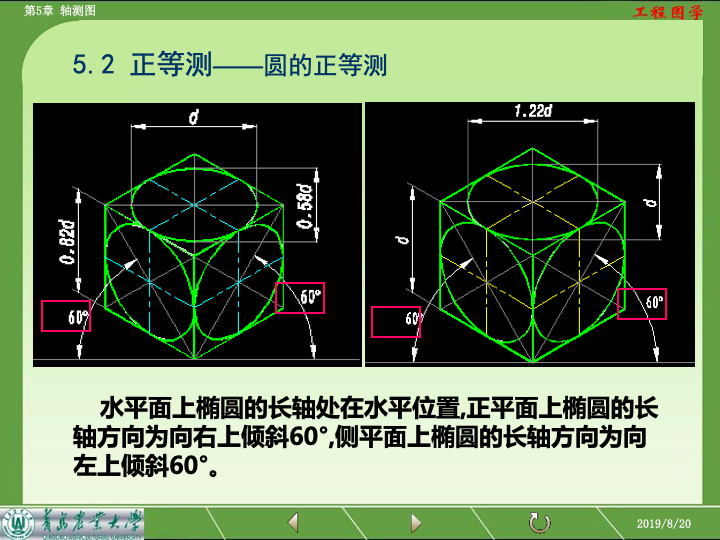 第5章 轴测图
工程图学
5.2 正等测——圆的正等测
d
0.58d
0.82d
60°
60°
1.22d
d
d
60°
60°
水平面上椭圆的长轴处在水平位置,正平面上椭圆的长
轴方向为向右上倾斜60°,侧平面上椭圆的长轴方向为向
左上倾斜60°。
青岛农业大学
2019/8/20